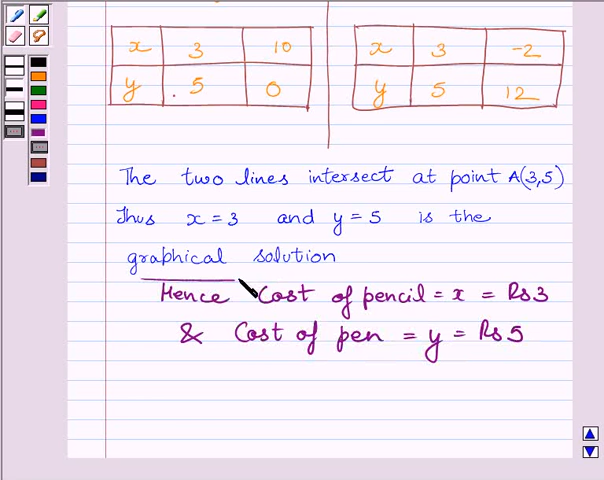 x 3 10
y . 5 0
x 3 -2
y 5 12
The two lines intersect at point A(3,5)
Thus x = 3 and y = 5 is the
graphical solution
Hence Cost of pencil = x = Rs 3
& Cost of pen = y = Rs 5